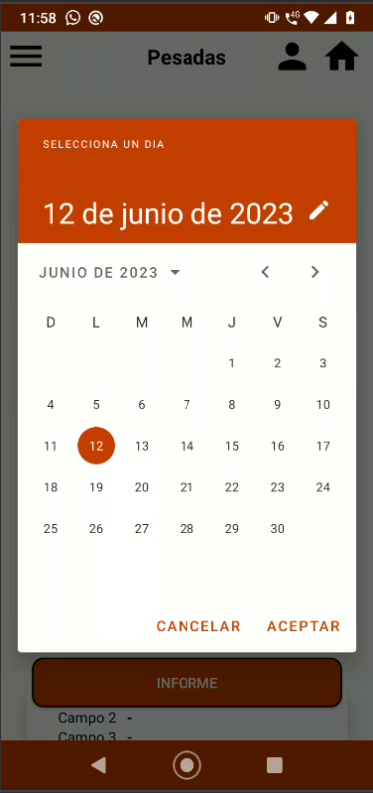 11:58 4G
Pesadas
SELECCIONA UN DIA
12 de junio de 2023
JUNIO DE 2023
D L M M J V S
1 2 3
4 5 6 7 8 9 10
11 12 13 14 15 16 17
18 19 20 21 22 23 24
25 26 27 28 29 30
CANCELAR ACEPTAR
INFORME
Campo 2 -
Campo 3 -